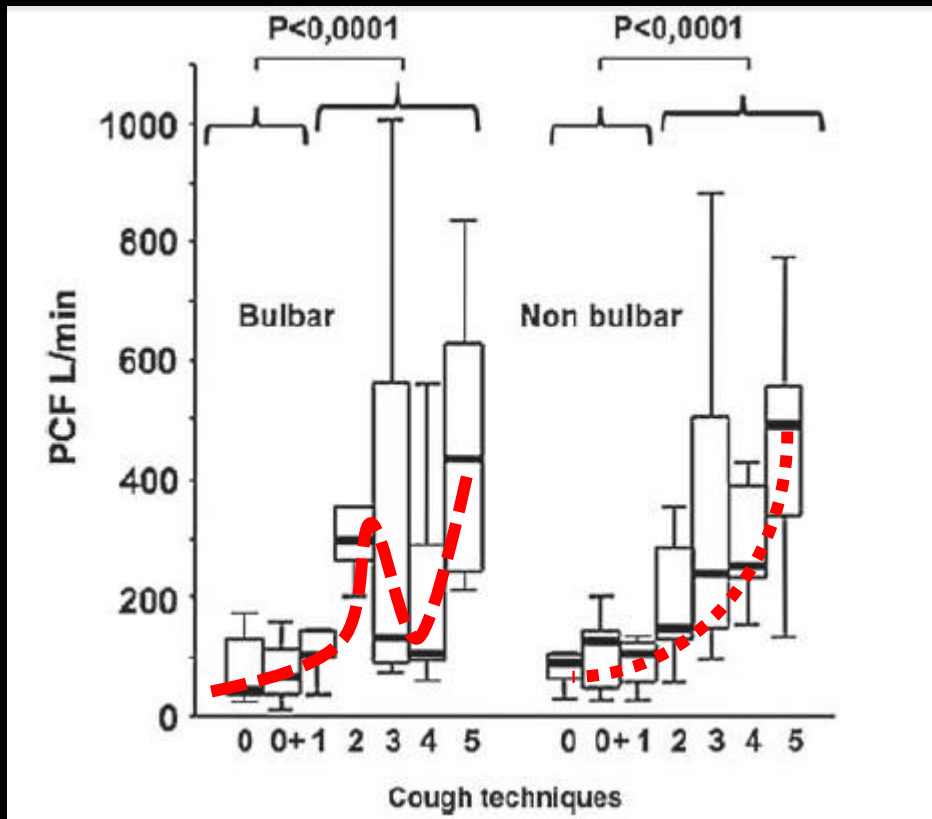 P<0,0001 P<0,0001
1000
800
Bulbar Non bulbar
600
PCF L/min
400
200
0
0 0+ 1 2 3 4 5 0 0+ 1 2 3 4 5
Cough techniques